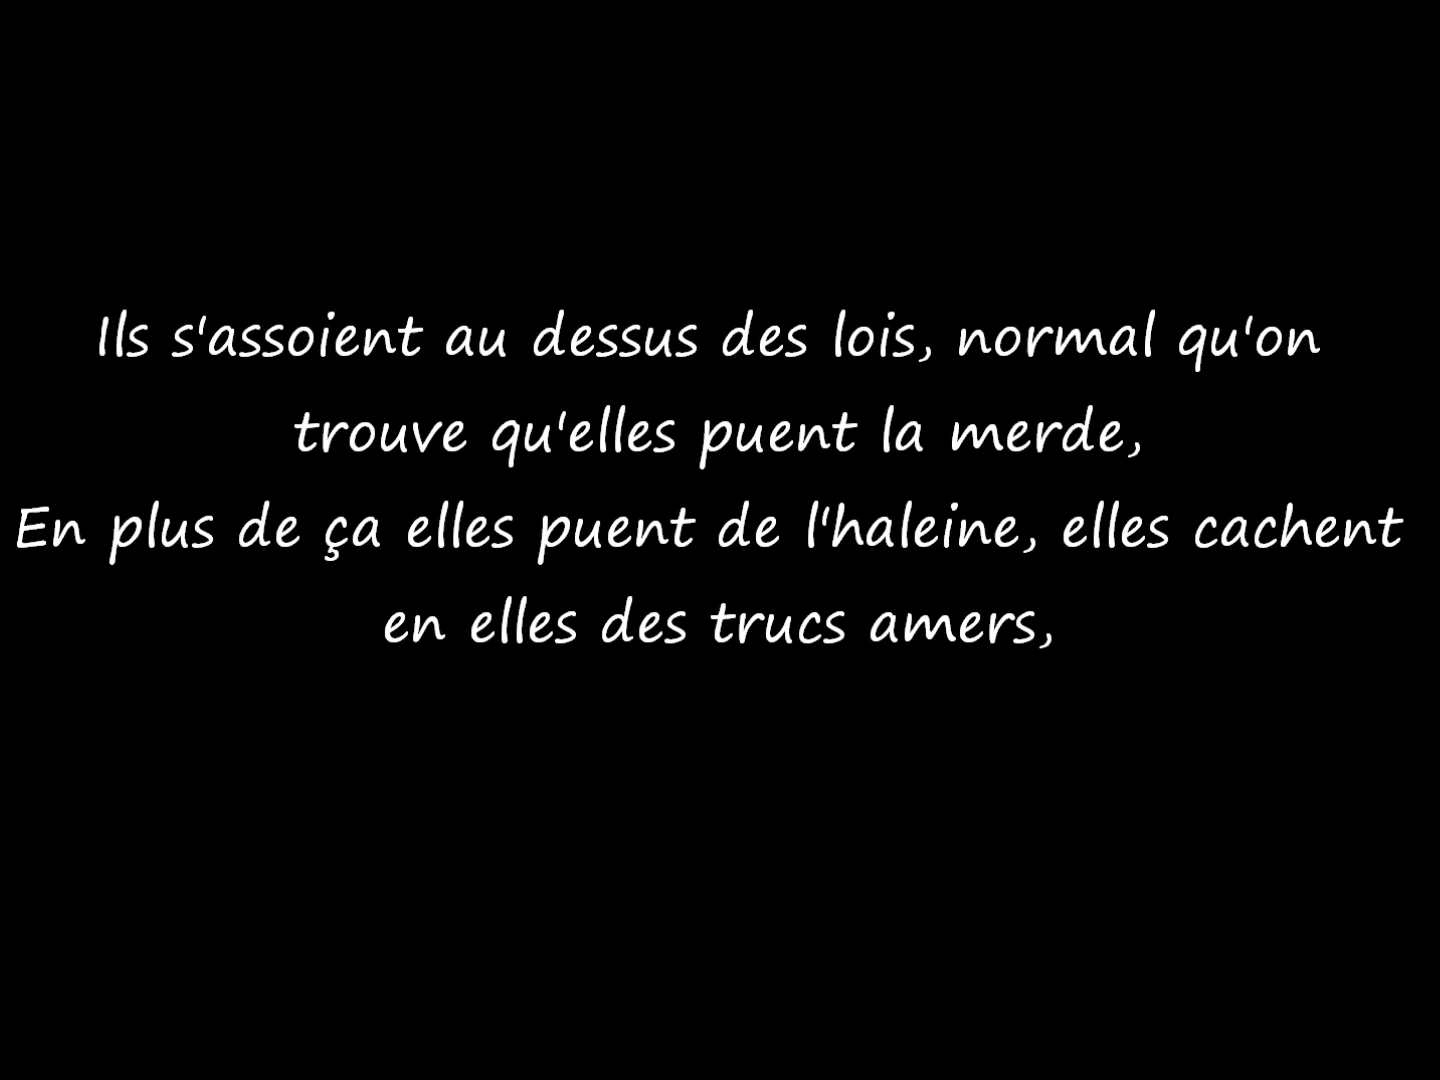 Ils s'assoient au dessus des lois, normal qu'on
trouve qu'elles puent la merde,
En plus de ça elles puent de l'haleine, elles cachent
en elles des trucs amers,